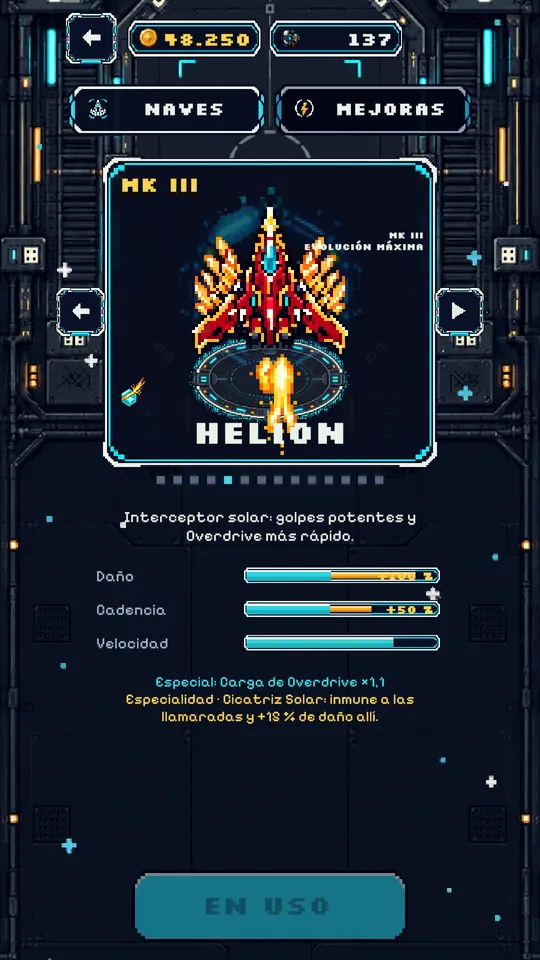 48.250
137
NAVES
MEJORAS
MK III
MK III
EVOLUCIÓN MÁXIMA
HELION
Interceptor solar: golpes potentes y
Overdrive más rápido.
Daño
Cadencia
+50 %
Velocidad
Especial: Carga de Overdrive ×1,1
Especialidad · Cicatriz Solar: inmune a las
llamaradas y +18 % de daño allí.
EN USO